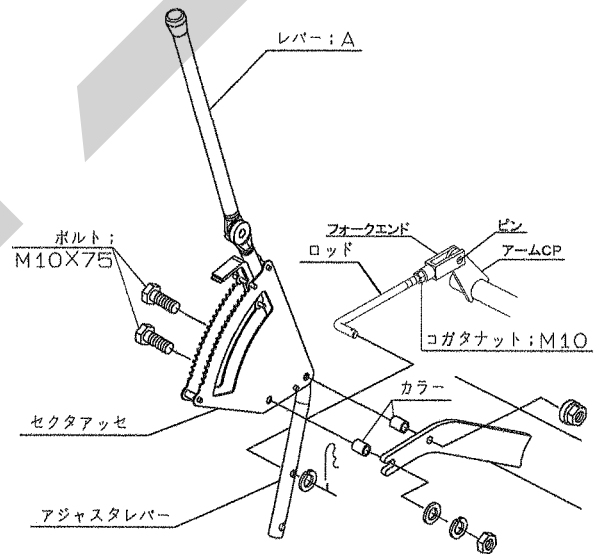 レバー；A
ボルト；
M10×75
フォークエンド
ピン
ロッド
アームCP
コガタナット；M10
カラー
セクタアッセ
アジャスタレバー